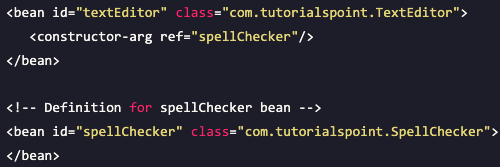 <bean id="textEditor" class="com.tutorialspoint.TextEditor">
   <constructor-arg ref="spellChecker"/>
</bean>

<!-- Definition for spellChecker bean -->
<bean id="spellChecker" class="com.tutorialspoint.SpellChecker">
</bean>